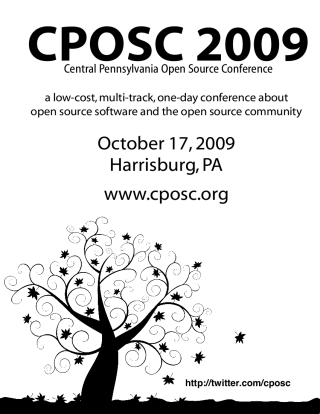 CPOSC 2009
Central Pennsylvania Open Source Conference
a low-cost, multi-track, one-day conference about
open source software and the open source community
October 17, 2009
Harrisburg, PA
www.cposc.org
http://twitter.com/cposc